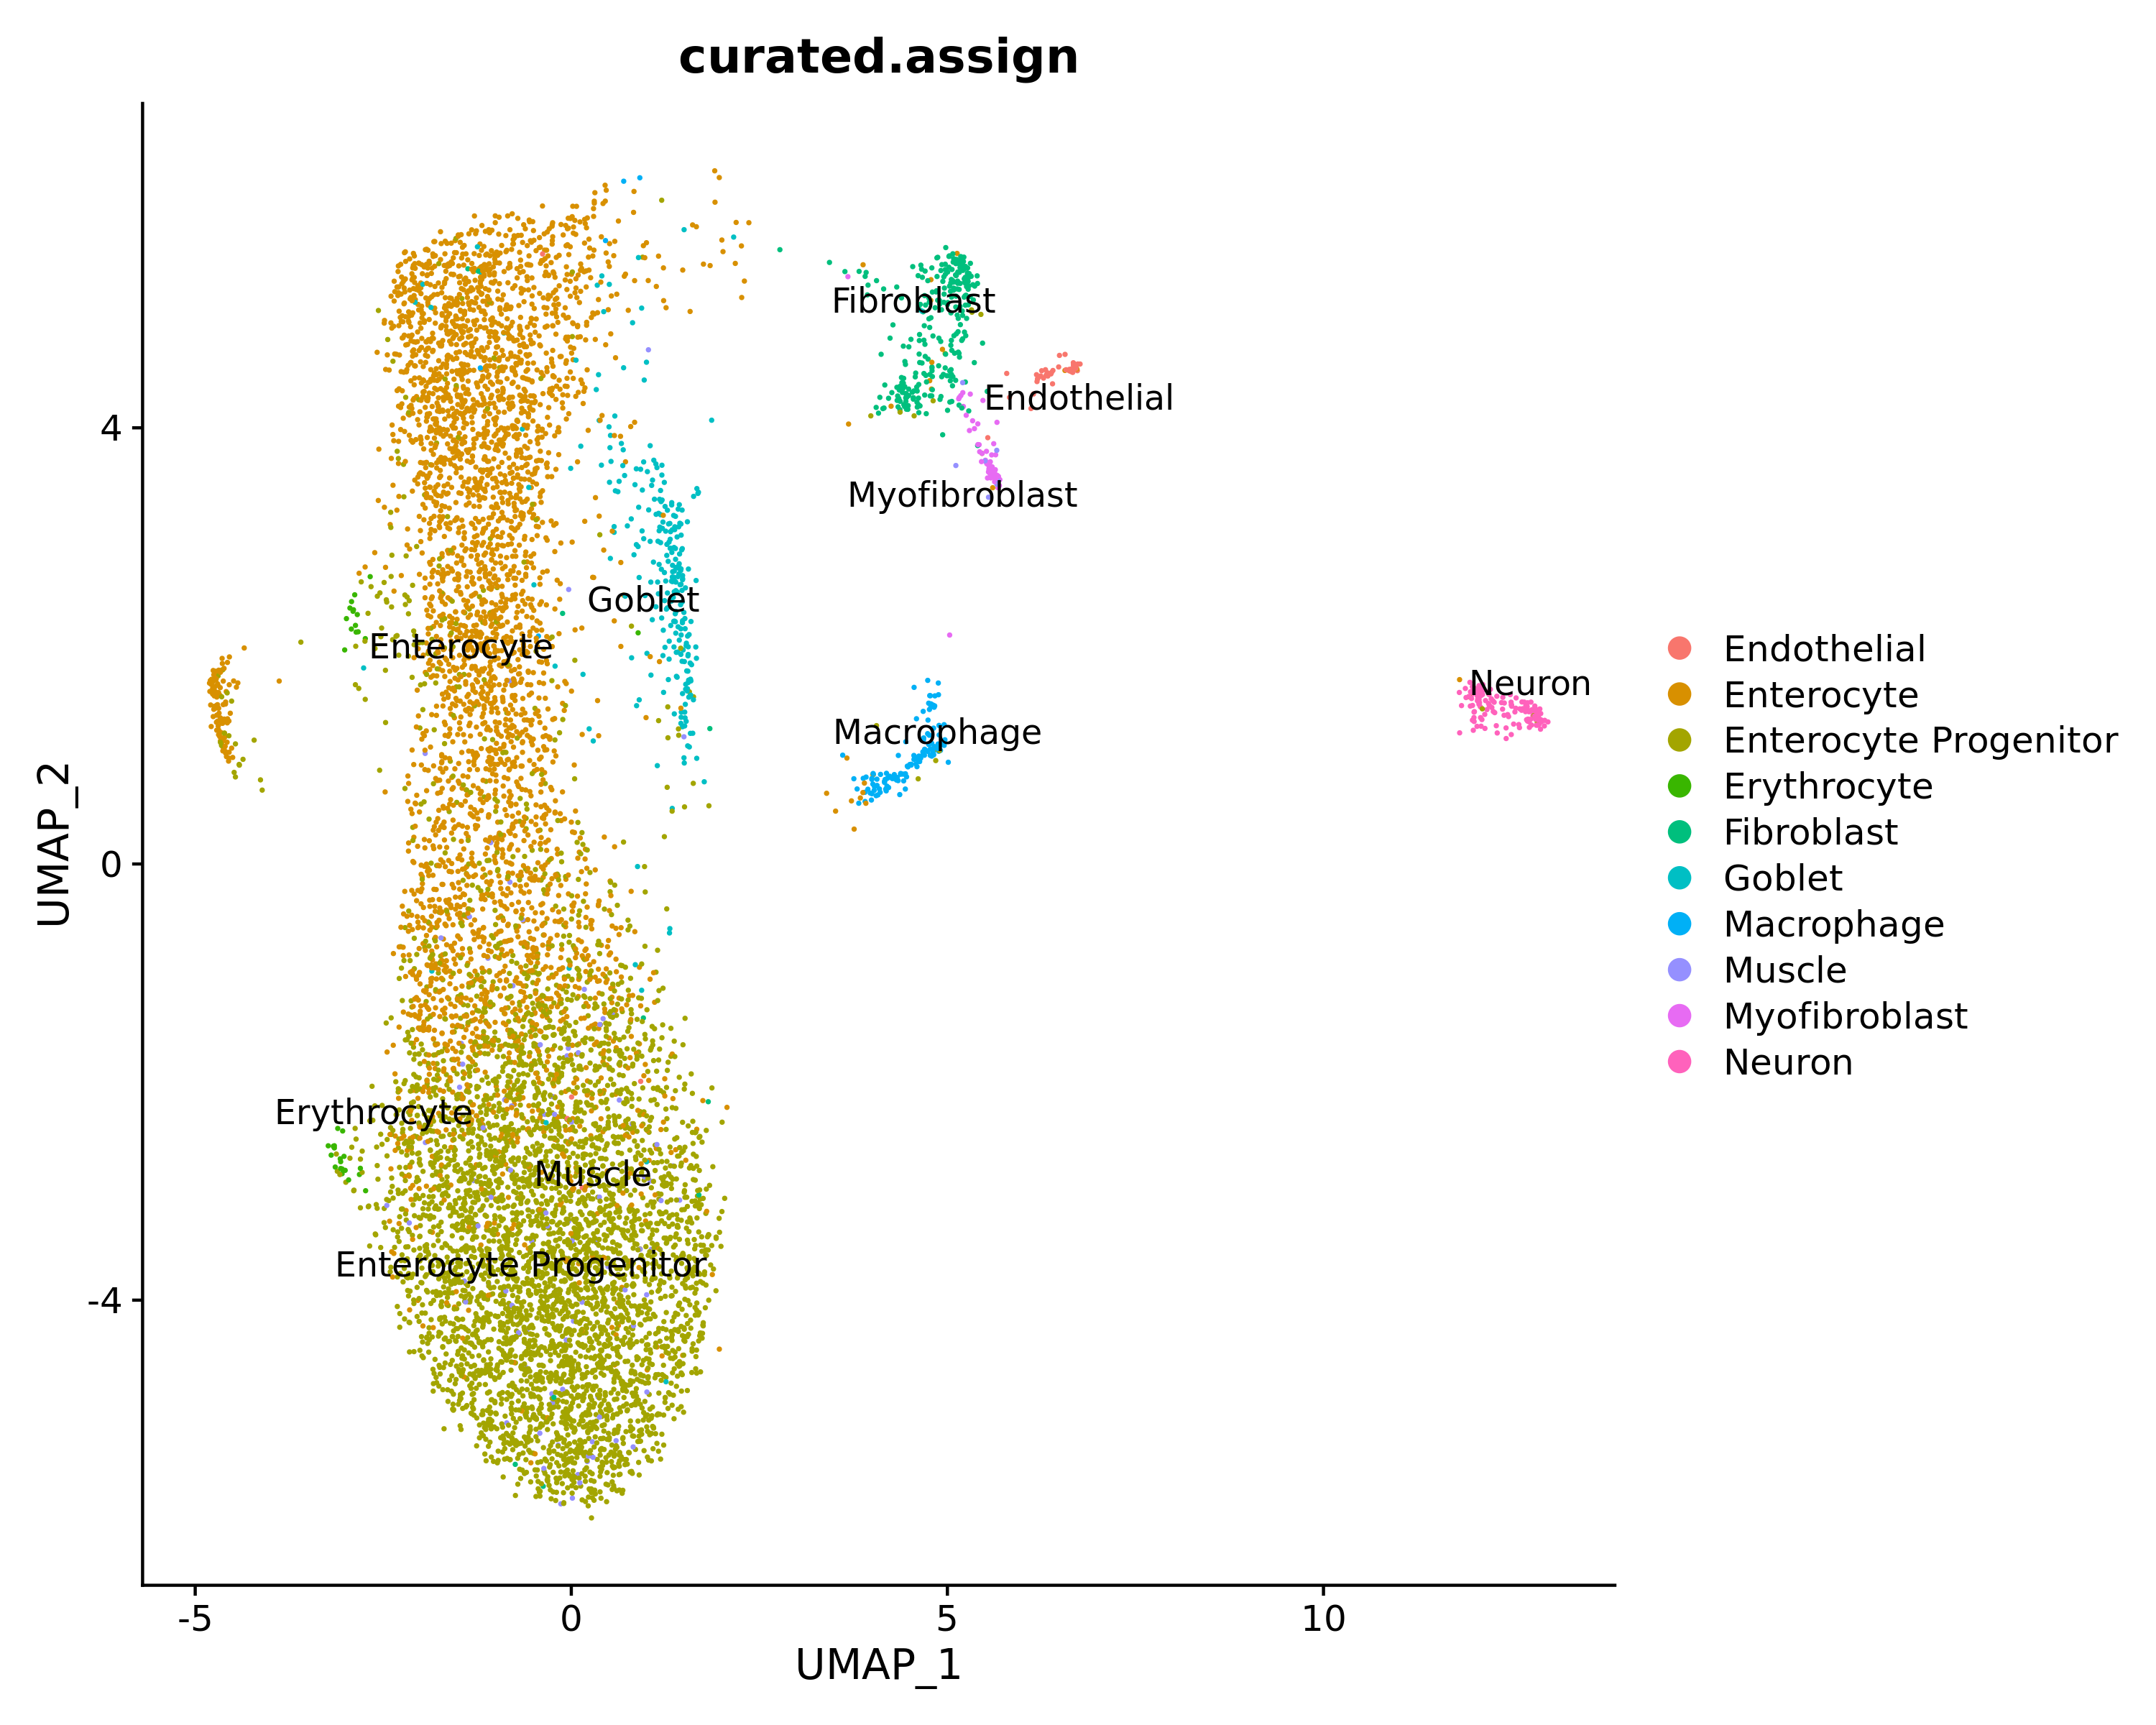 curated.assign
UMAP_2
4
0
-4
Fibroblast
Endothelial
Myofibroblast
Goblet
Enterocyte
Neuron
Macrophage
Erythrocyte
Muscle
Enterocyte Progenitor
-5
0
5
10
UMAP_1
Endothelial
Enterocyte
Enterocyte Progenitor
Erythrocyte
Fibroblast
Goblet
Macrophage
Muscle
Myofibroblast
Neuron